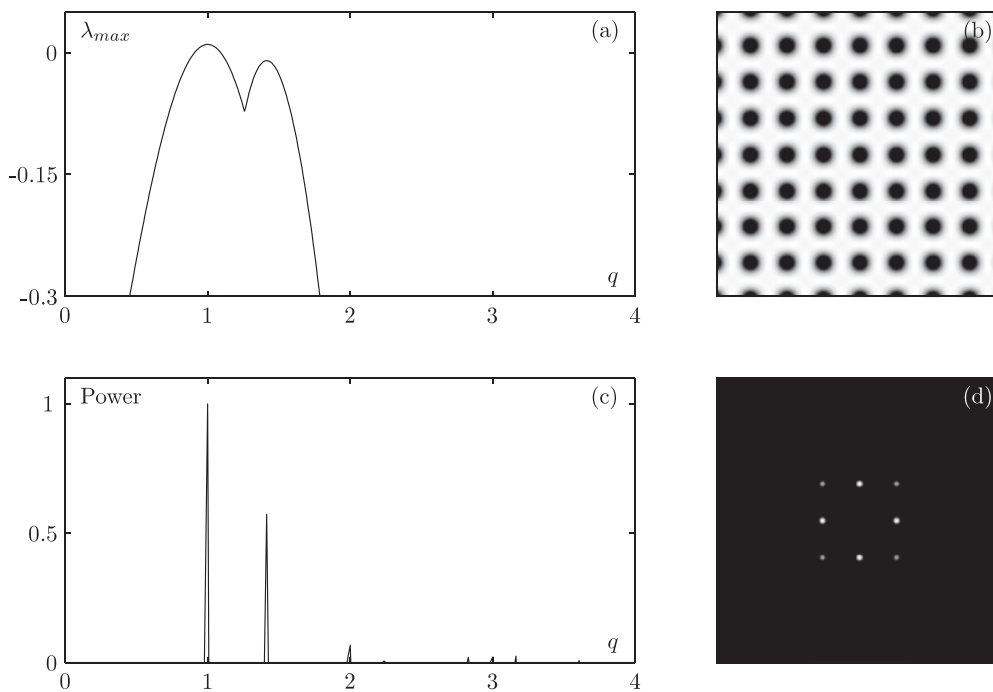 λmax (a)
0
-0.15
-0.3
q
0 1 2 3 4
(b)
Power (c)
1
0.5
0
q
0 1 2 3 4
(d)